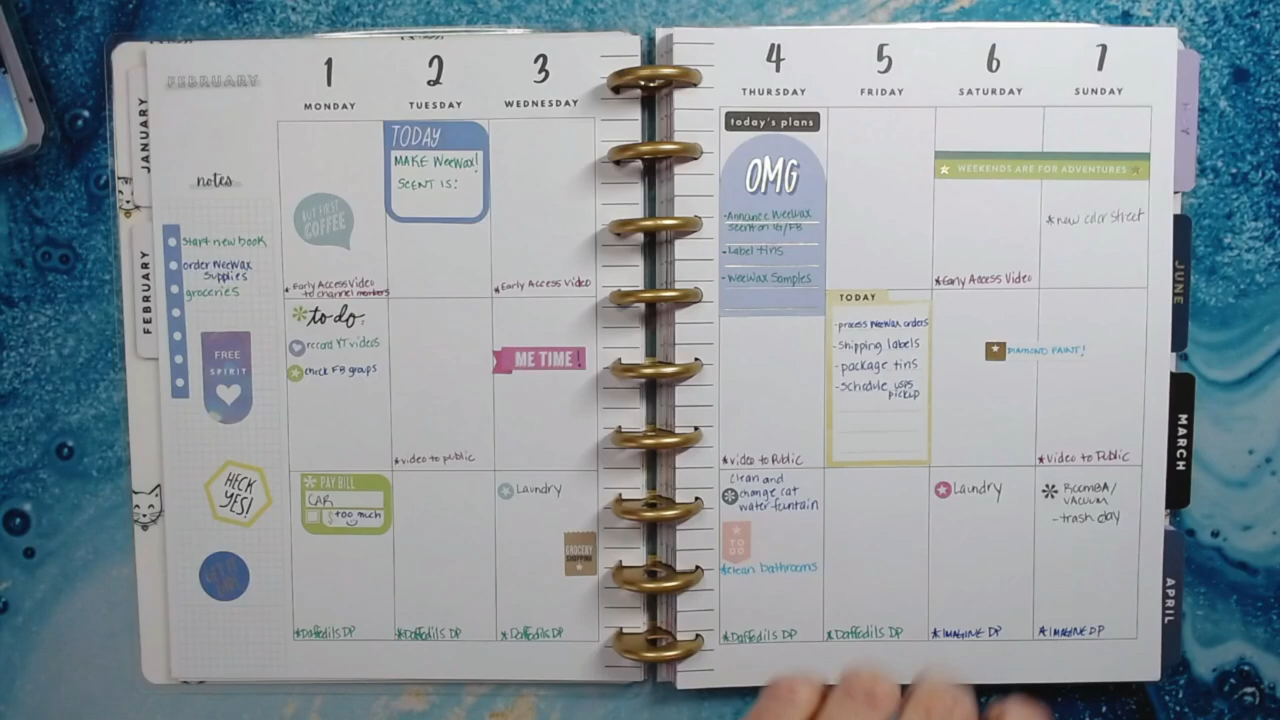 FEBRUARY
1
MONDAY
2
TUESDAY
3
WEDNESDAY
4
THURSDAY
5
FRIDAY
6
SATURDAY
7
SUNDAY
JANUARY
FEBRUARY
notes
start new book
order WeeWax
supplies
groceries
FREE
SPIRIT
HECK
YES!
BUT FIRST
COFFEE
*Early Access Video
to channel members
*to do.
record YT videos
check FB groups
* PAY BILL
CAR
$ too much
*Daffodils DP
TODAY
MAKE WeeWax!
SCENT IS:
*video to public
*Daffodils DP
*Early Access Video
ME TIME!
Laundry
GROCERY
SHOPPING
*Daffodils DP
today's plans
OMG
-Annouce WeeWax
scent on IG/FB
-Label tins
-WeeWax Samples
*video to Public
clean and
change cat
water fountain
TO
DO
*clean bathrooms
*Daffodils DP
TODAY
-process WeeWax orders
-shipping labels
-package tins
-schedule USPS
pickup
*Daffodils DP
WEEKENDS ARE FOR ADVENTURES
*Early Access Video
DIAMOND PAINT!
Laundry
*IMAGINE DP
*new color street
*Video to Public
ROOMBA/
VACUUM
-trash day
*IMAGINE DP
JUNE
MARCH
APRIL